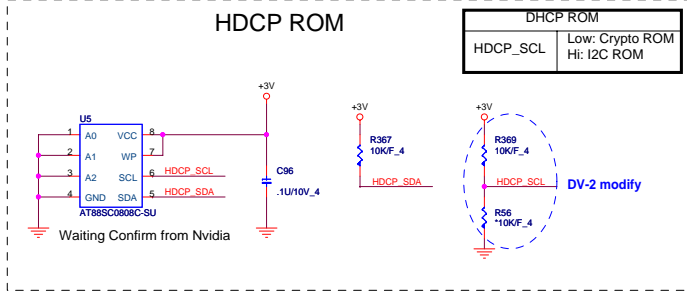 HDCP ROM
DHCP ROM
HDCP_SCL
Low: Crypto ROM
Hi: I2C ROM
+3V
+3V
+3V
U5
1 A0 VCC 8
2 A1 WP 7
3 A2 SCL 6 HDCP_SCL
4 GND SDA 5 HDCP_SDA
AT88SC0808C-SU
Waiting Confirm from Nvidia
C96
.1U/10V_4
R367
10K/F_4
HDCP_SDA
R369
10K/F_4
HDCP_SCL
DV-2 modify
R56
*10K/F_4